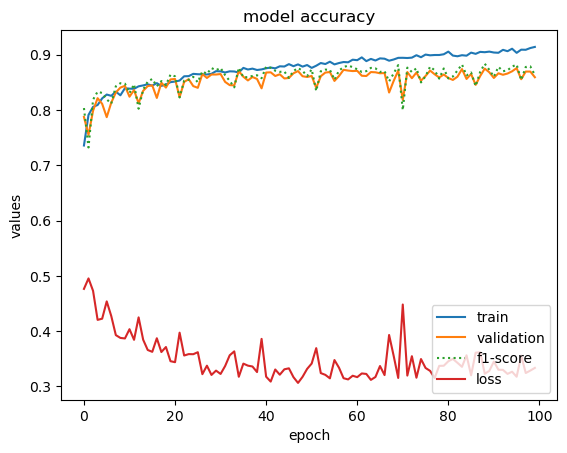 model accuracy
values
0.9
0.8
0.7
0.6
0.5
0.4
0.3
train
validation
f1-score
loss
0
20
40
60
80
100
epoch